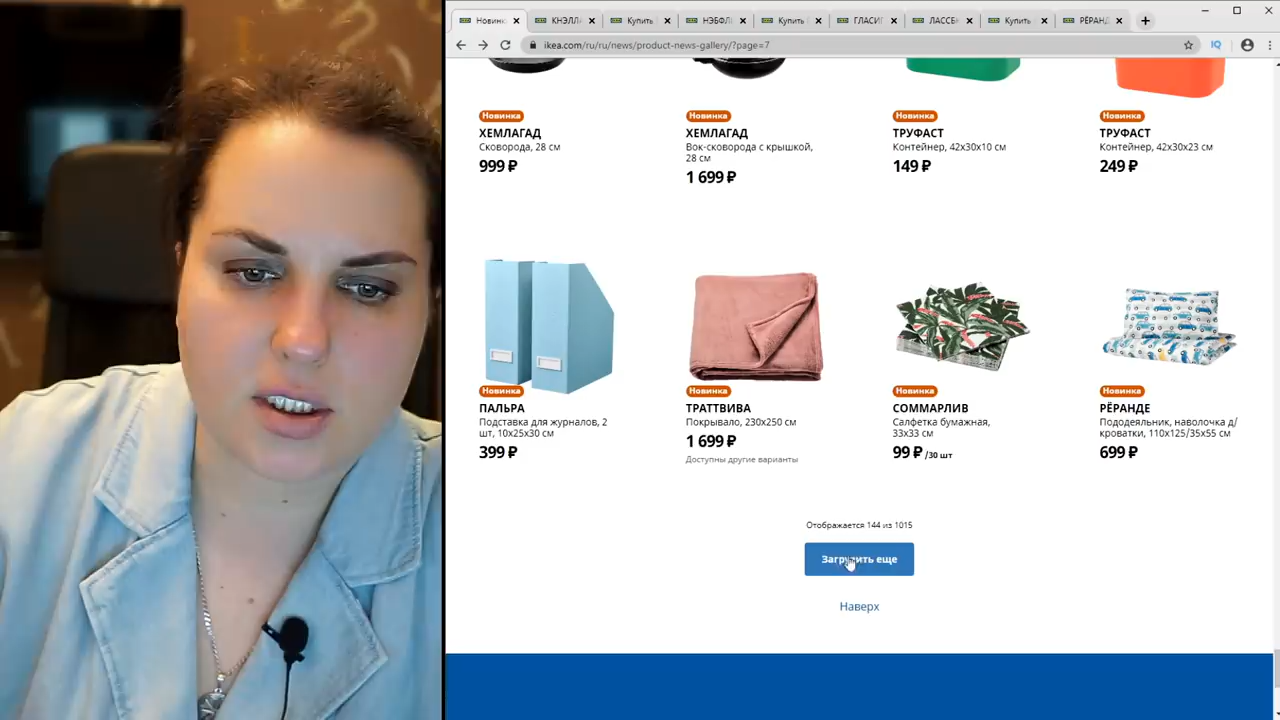 Новинк
КНЭЛЛ
Купить
НЭБФЛ
Купить
ГЛАСИ
ЛАССБ
Купить
РЁРАНД
ikea.com/ru/ru/news/product-news-gallery/?page=7
Новинка
ХЕМЛАГАД
Сковорода, 28 см
999 ₽
Новинка
ХЕМЛАГАД
Вок-сковорода с крышкой,
28 см
1 699 ₽
Новинка
ТРУФАСТ
Контейнер, 42x30x10 см
149 ₽
Новинка
ТРУФАСТ
Контейнер, 42x30x23 см
249 ₽
Новинка
ПАЛЬРА
Подставка для журналов, 2
шт, 10x25x30 см
399 ₽
Новинка
ТРАТТВИВА
Покрывало, 230x250 см
1 699 ₽
Доступны другие варианты
Новинка
СОММАРЛИВ
Салфетка бумажная,
33x33 см
99 ₽ /30 шт
Новинка
РЁРАНДЕ
Пододеяльник, наволочка д/
кроватки, 110x125/35x55 см
699 ₽
Отображается 144 из 1015
Загрузить еще
Наверх